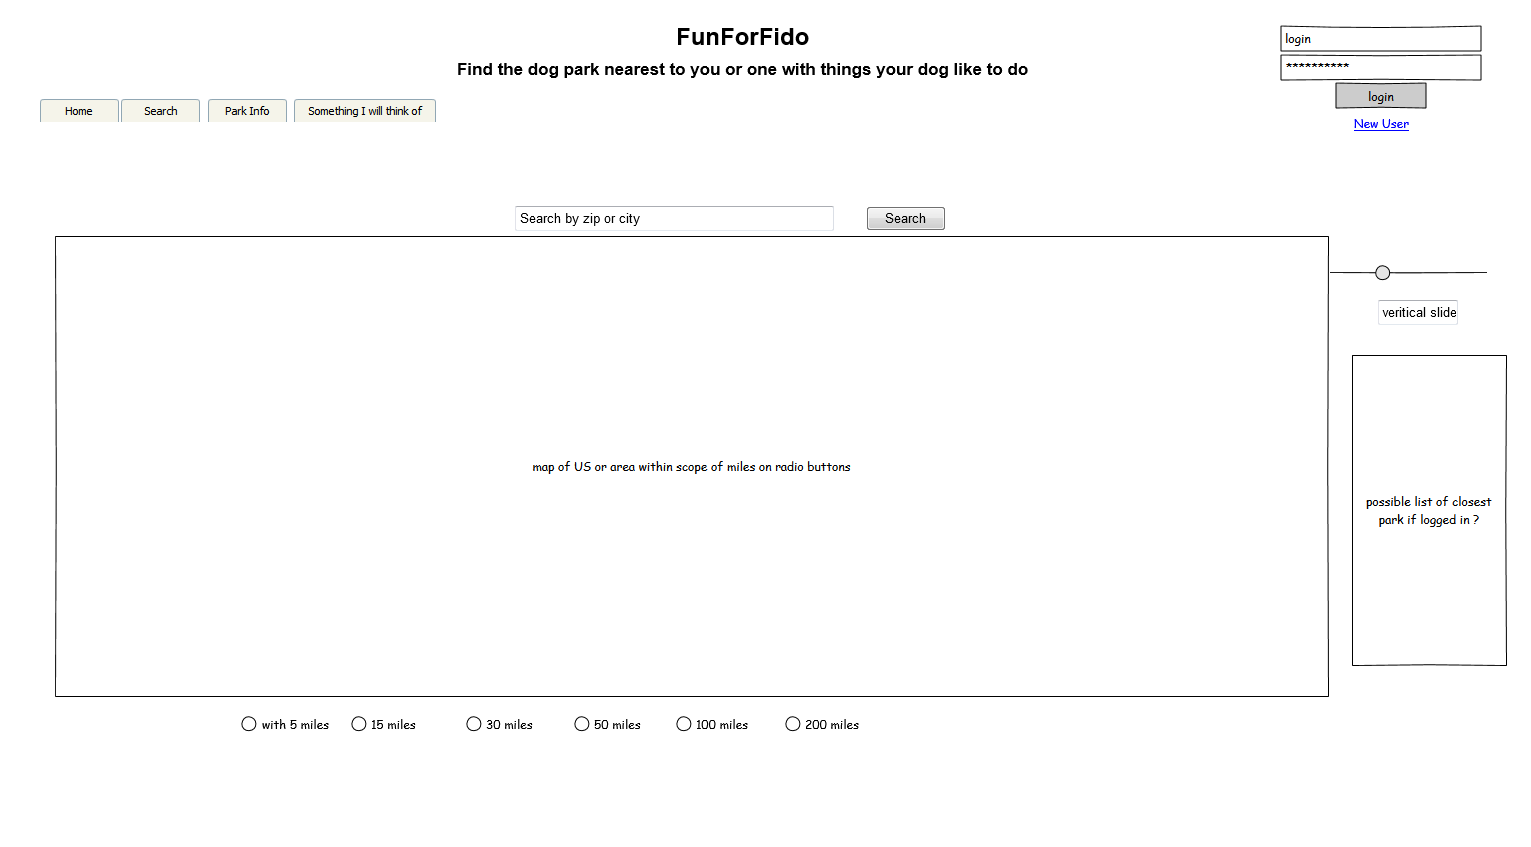 FunForFido
Find the dog park nearest to you or one with things your dog like to do
login
**********
login
New User
Home
Search
Park Info
Something I will think of
Search by zip or city
Search
veritical slide
map of US or area within scope of miles on radio buttons
possible list of closest
park if logged in ?
with 5 miles
15 miles
30 miles
50 miles
100 miles
200 miles